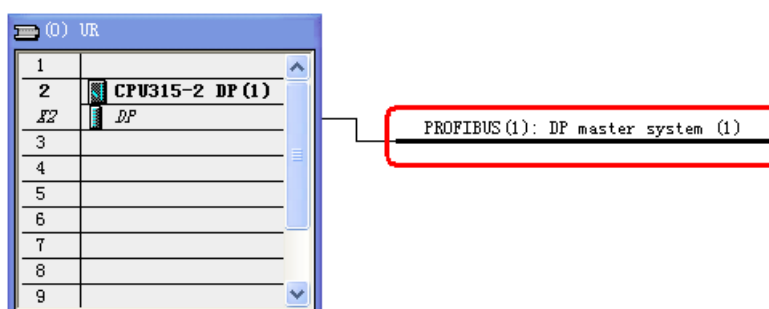 (0) UR
1
2 CPU315-2 DP(1)
X2 DP
3
4
5
6
7
8
9
PROFIBUS(1): DP master system (1)